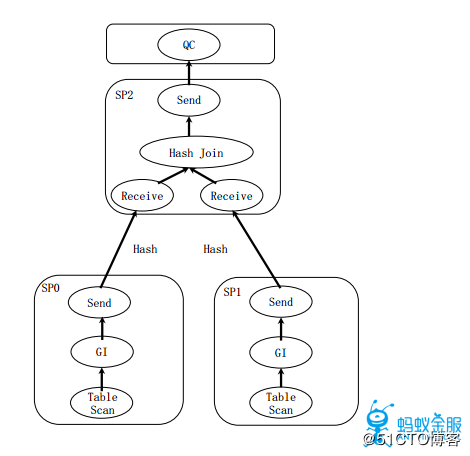 QC
SP2
Send
Hash Join
Receive
Receive
Hash
Hash
SP0
Send
GI
Table
Scan
SP1
Send
GI
Table
Scan
蚂蚁金服
@51CTO博客